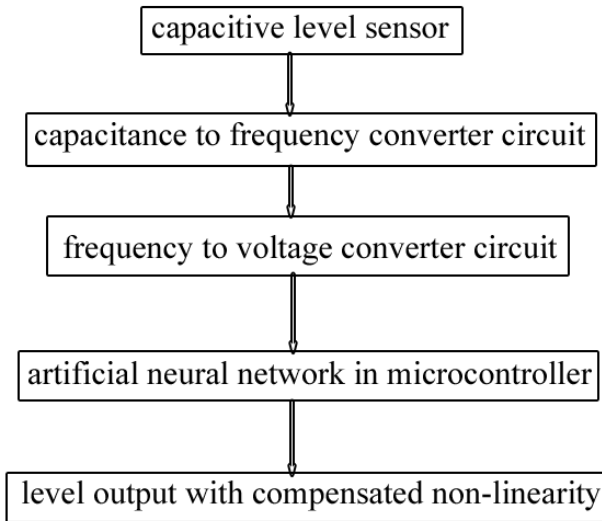 capacitive level sensor
capacitance to frequency converter circuit
frequency to voltage converter circuit
artificial neural network in microcontroller
level output with compensated non-linearity